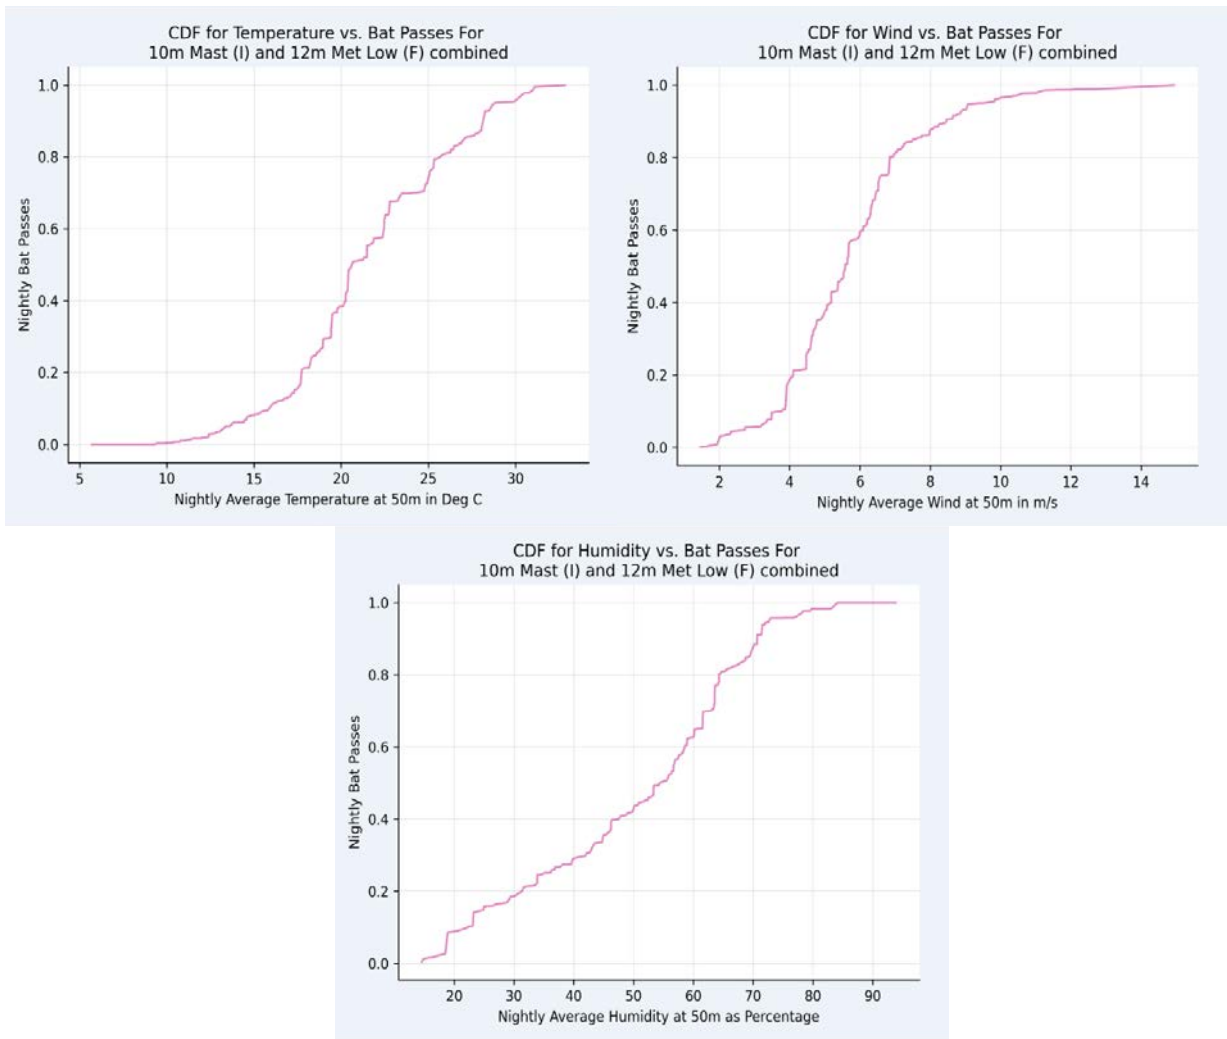 CDF for Temperature vs. Bat Passes For
10m Mast (I) and 12m Met Low (F) combined
Nightly Bat Passes
1.0
0.8
0.6
0.4
0.2
0.0
5 10 15 20 25 30
Nightly Average Temperature at 50m in Deg C
CDF for Wind vs. Bat Passes For
10m Mast (I) and 12m Met Low (F) combined
Nightly Bat Passes
1.0
0.8
0.6
0.4
0.2
0.0
2 4 6 8 10 12 14
Nightly Average Wind at 50m in m/s
CDF for Humidity vs. Bat Passes For
10m Mast (I) and 12m Met Low (F) combined
Nightly Bat Passes
1.0
0.8
0.6
0.4
0.2
0.0
20 30 40 50 60 70 80 90
Nightly Average Humidity at 50m as Percentage